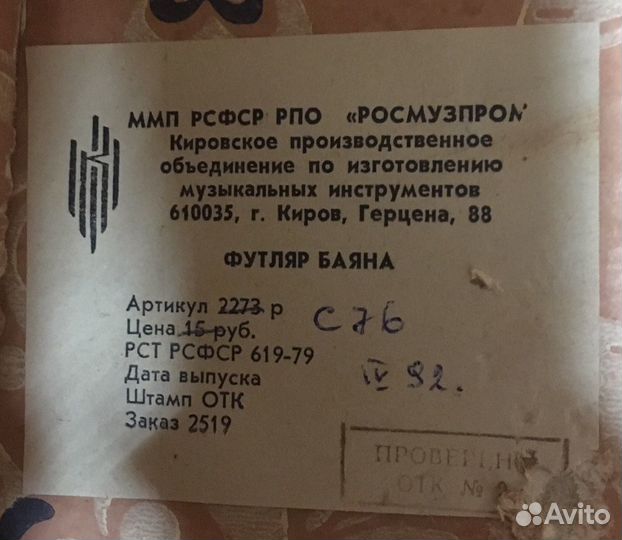 ММП РСФСР РПО «РОСМУЗПРОМ
Кировское производственное
объединение по изготовлению
музыкальных инструментов
610035, г. Киров, Герцена, 88
ФУТЛЯР БАЯНА
Артикул 2273 р С76
Цена 15 руб.
РСТ РСФСР 619-79
Дата выпуска IV 92.
Штамп ОТК
Заказ 2519
ПРОВЕРЕНО
ОТК №
Avito